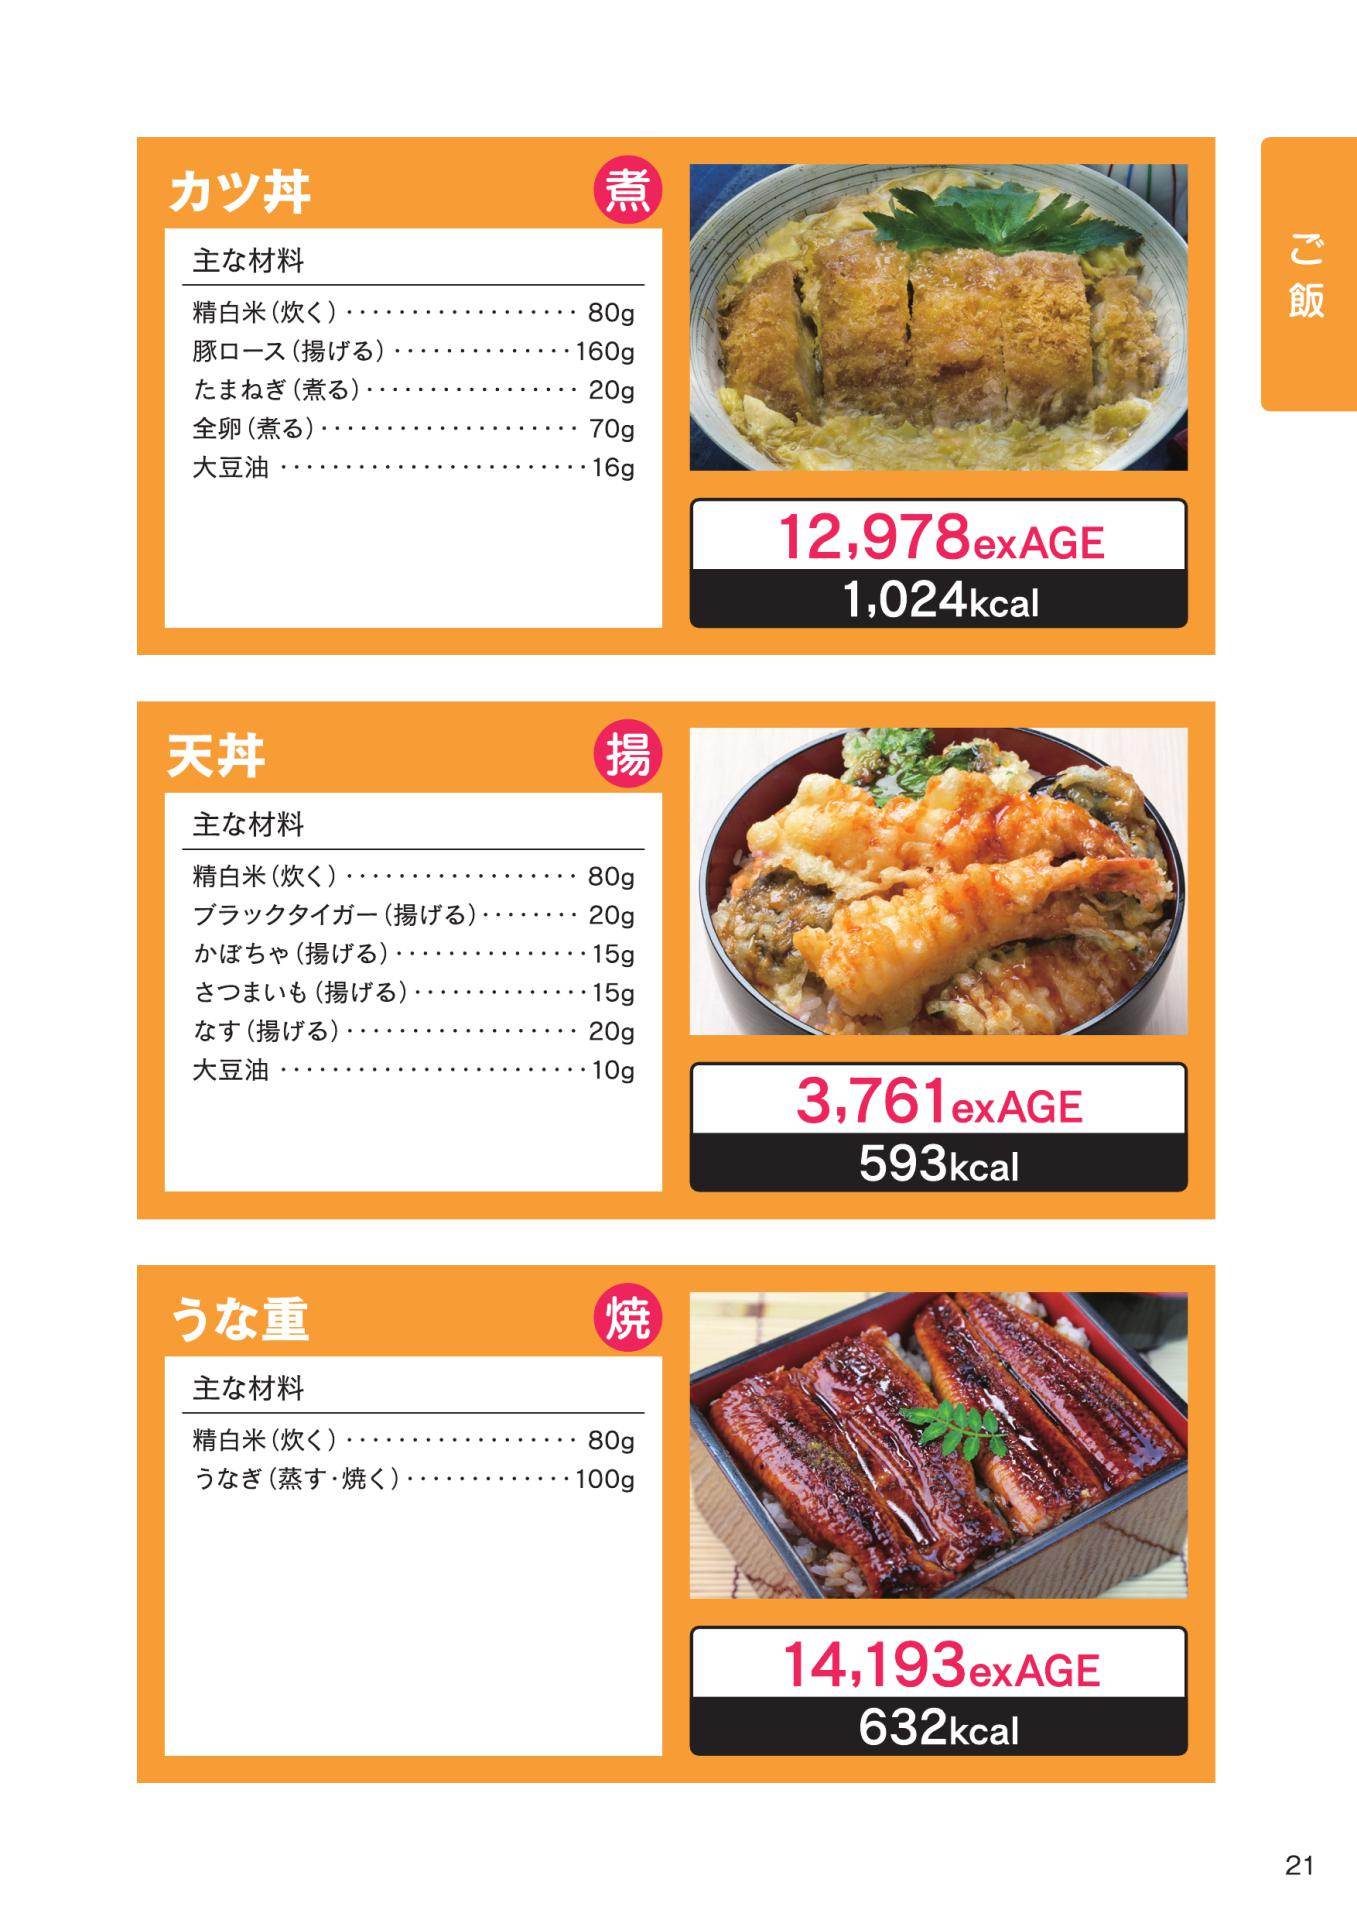 カツ丼
煮
主な材料
精白米（炊く）･･････････････････ 80g
豚ロース（揚げる）･･････････････160g
たまねぎ（煮る）･････････････････ 20g
全卵（煮る）････････････････････ 70g
大豆油 ････････････････････････16g
12,978exAGE
1,024kcal
ご飯
天丼
揚
主な材料
精白米（炊く）･･････････････････ 80g
ブラックタイガー（揚げる）････････ 20g
かぼちゃ（揚げる）･･･････････････15g
さつまいも（揚げる）･･････････････15g
なす（揚げる）･･････････････････ 20g
大豆油 ････････････････････････10g
3,761exAGE
593kcal
うな重
焼
主な材料
精白米（炊く）･･････････････････ 80g
うなぎ（蒸す･焼く）･････････････100g
14,193exAGE
632kcal
21